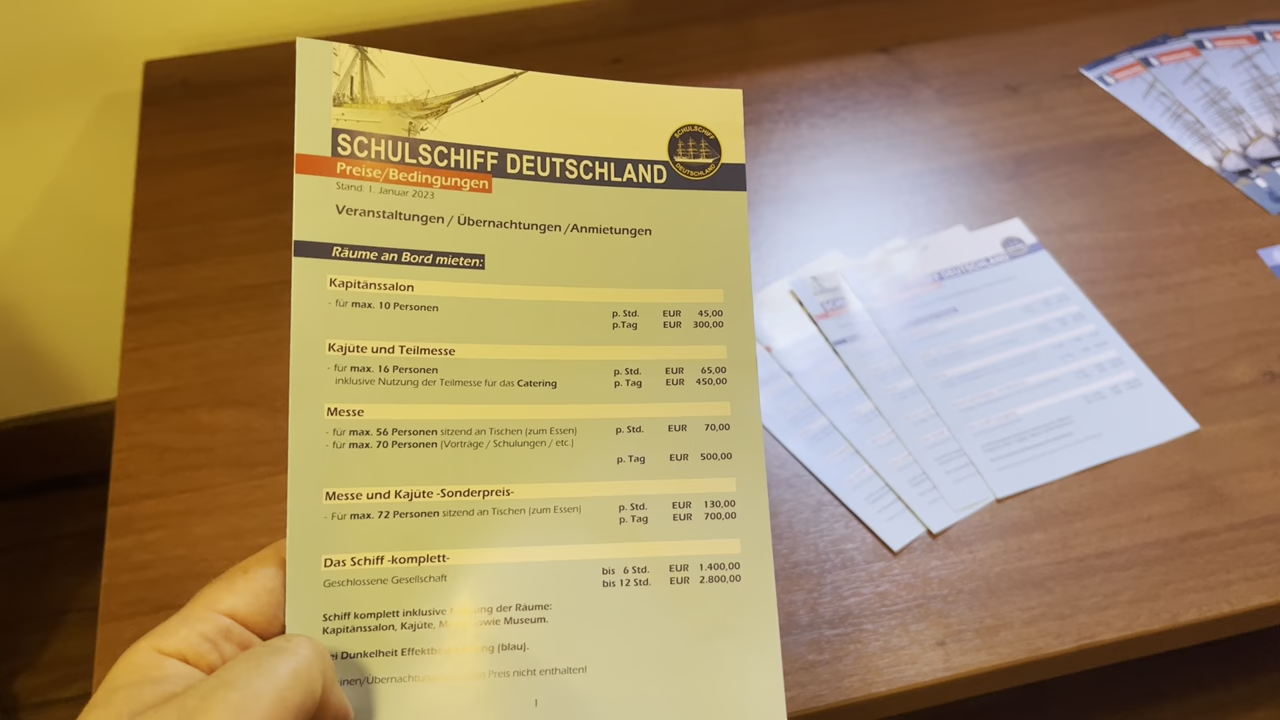 SCHULSCHIFF DEUTSCHLAND
SCHULSCHIFF
DEUTSCHLAND
Preise/Bedingungen
Stand: 1. Januar 2023
Veranstaltungen / Übernachtungen /Anmietungen
Räume an Bord mieten:
Kapitänssalon
- für max. 10 Personen p. Std. EUR 45,00
p.Tag EUR 300,00
Kajüte und Teilmesse
- für max. 16 Personen p. Std. EUR 65,00
inklusive Nutzung der Teilmesse für das Catering p. Tag EUR 450,00
Messe
- für max. 56 Personen sitzend an Tischen (zum Essen) p. Std. EUR 70,00
- für max. 70 Personen (Vorträge / Schulungen / etc.)
p. Tag EUR 500,00
Messe und Kajüte -Sonderpreis-
- Für max. 72 Personen sitzend an Tischen (zum Essen) p. Std. EUR 130,00
p. Tag EUR 700,00
Das Schiff -komplett-
Geschlossene Gesellschaft bis 6 Std. EUR 1.400,00
bis 12 Std. EUR 2.800,00
Schiff komplett inklusive der Räume:
Kapitänssalon, Kajüte, sowie Museum.
Dunkelheit (blau).
Preis nicht enthalten!
1
DEUTSCHLAND